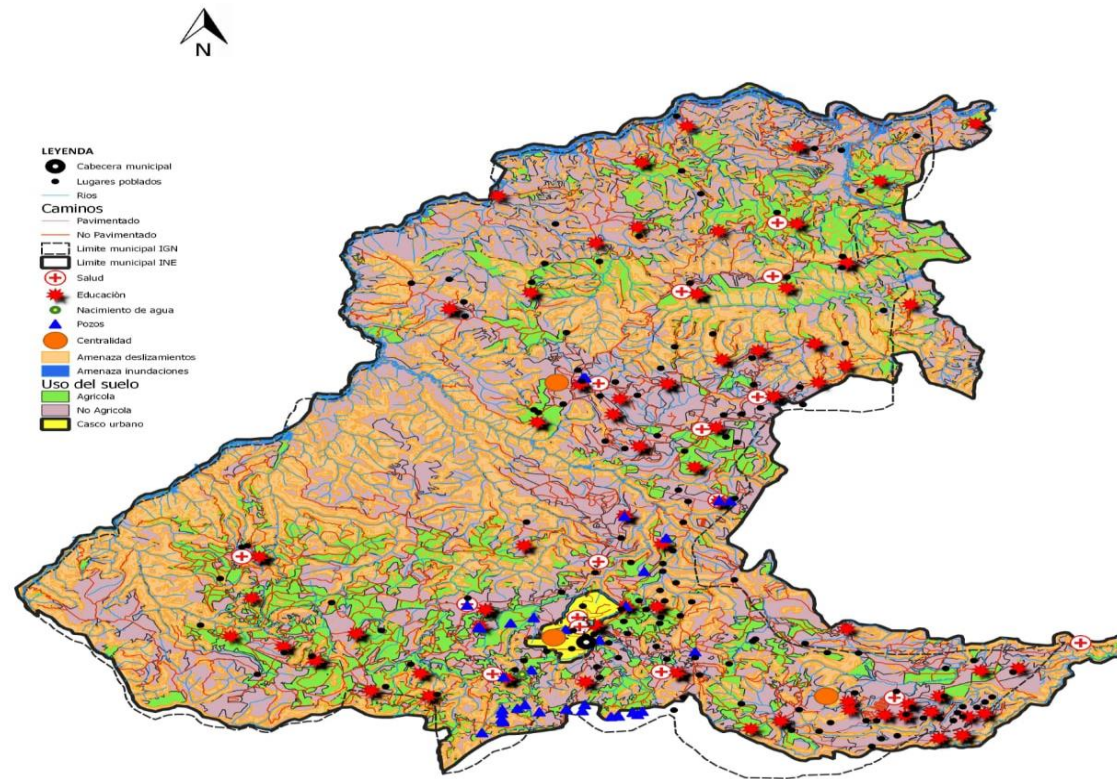 N
LEYENDA
Cabecera municipal
Lugares poblados
Rios
Caminos
Pavimentado
No Pavimentado
Limite municipal IGN
Limite municipal INE
Salud
Educaciòn
Nacimiento de agua
Pozos
Centralidad
Amenaza deslizamientos
Amenaza inundaciones
Uso del suelo
Agricola
No Agricola
Casco urbano